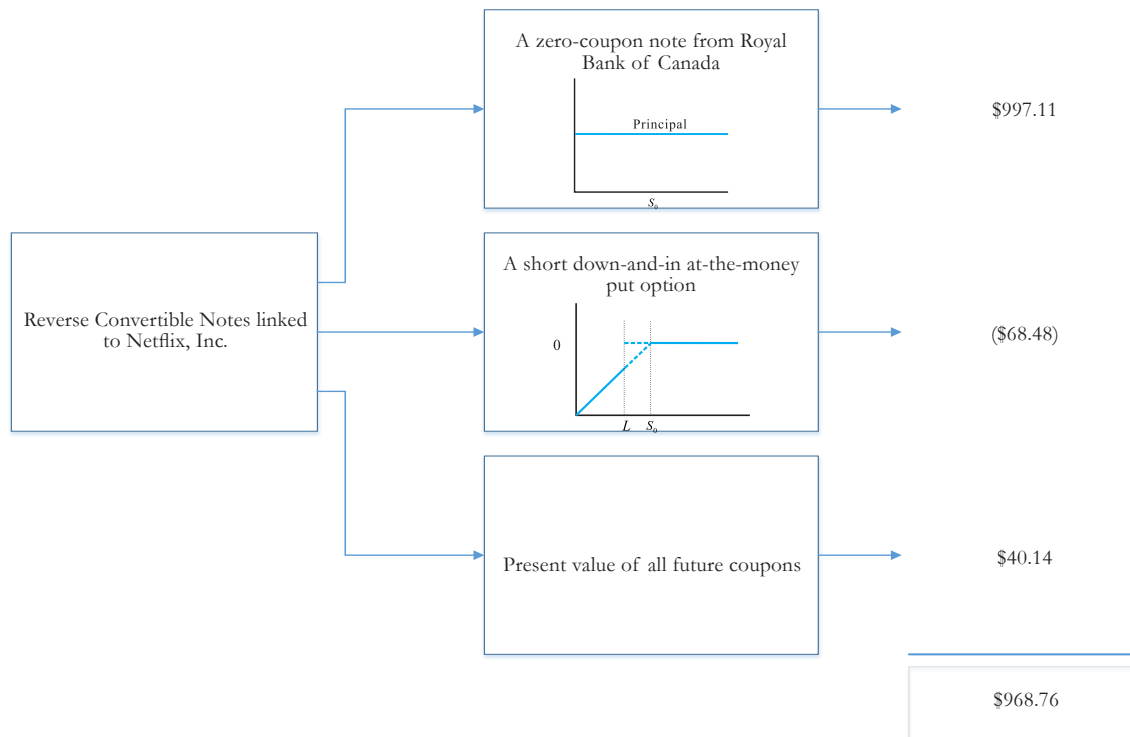 A zero-coupon note from Royal
Bank of Canada
Principal
S₀
$997.11
Reverse Convertible Notes linked
to Netflix, Inc.
A short down-and-in at-the-money
put option
0
L S₀
($68.48)
Present value of all future coupons
$40.14
$968.76